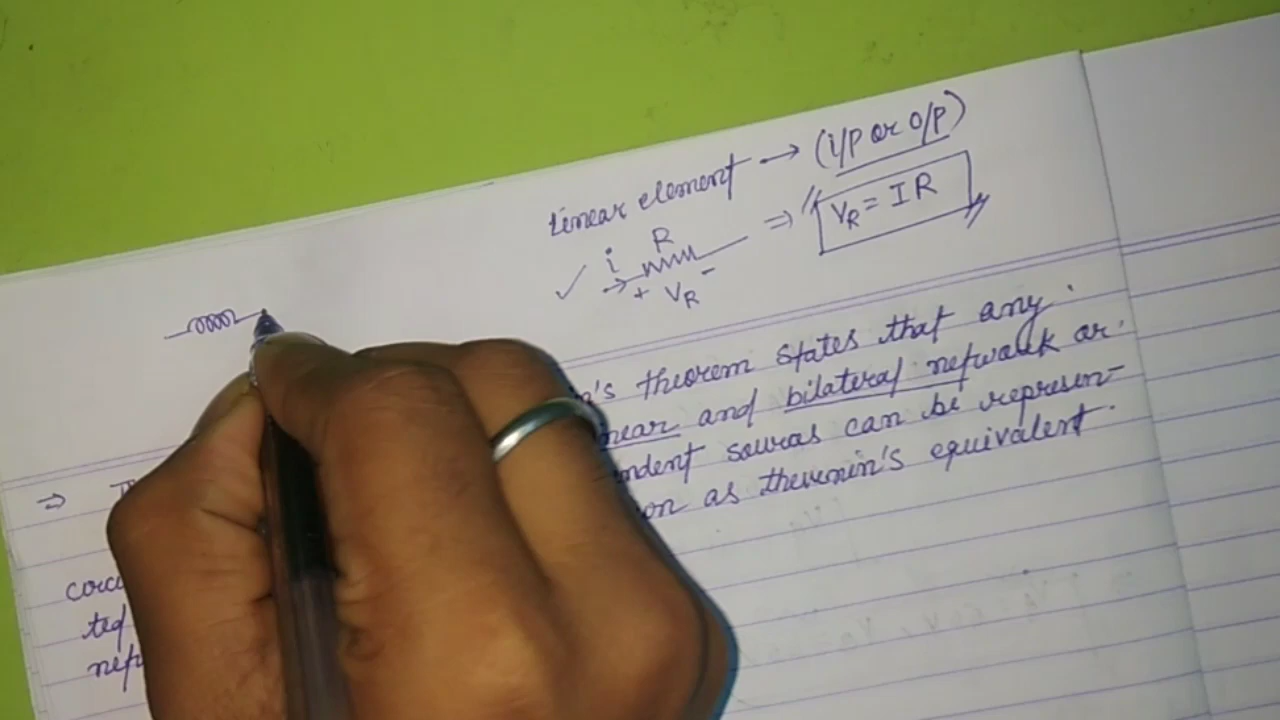 linear element → (i/p or o/p)
✓ i R + VR - ⇒ " VR = IR "
's theorem states that any
near and bilateral network or
ndent sources can be represen-
on as thevenin's equivalent
⇒
ted